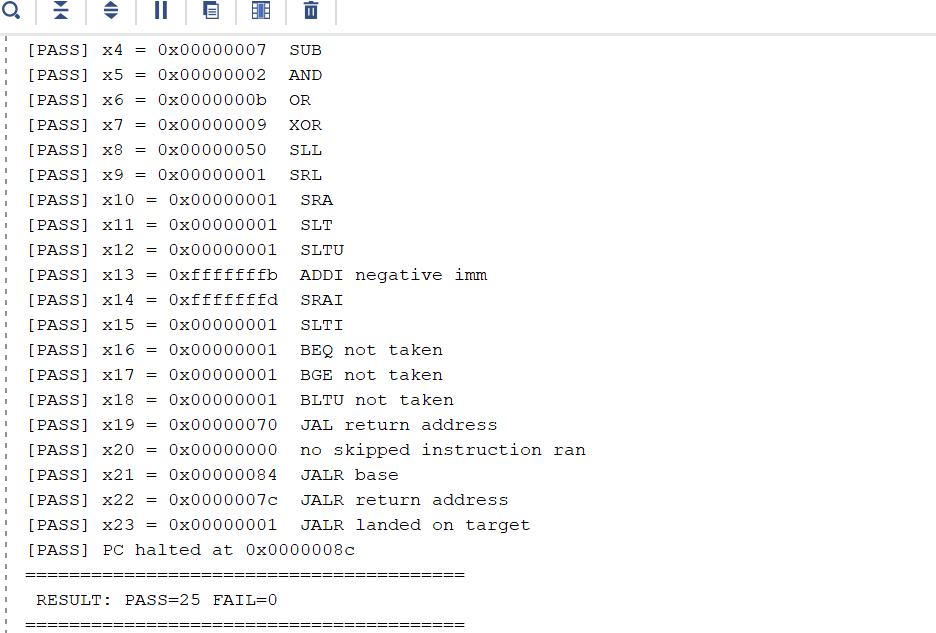 [PASS] x4 = 0x00000007  SUB
[PASS] x5 = 0x00000002  AND
[PASS] x6 = 0x0000000b  OR
[PASS] x7 = 0x00000009  XOR
[PASS] x8 = 0x00000050  SLL
[PASS] x9 = 0x00000001  SRL
[PASS] x10 = 0x00000001  SRA
[PASS] x11 = 0x00000001  SLT
[PASS] x12 = 0x00000001  SLTU
[PASS] x13 = 0xfffffffb  ADDI negative imm
[PASS] x14 = 0xfffffffd  SRAI
[PASS] x15 = 0x00000001  SLTI
[PASS] x16 = 0x00000001  BEQ not taken
[PASS] x17 = 0x00000001  BGE not taken
[PASS] x18 = 0x00000001  BLTU not taken
[PASS] x19 = 0x00000070  JAL return address
[PASS] x20 = 0x00000000  no skipped instruction ran
[PASS] x21 = 0x00000084  JALR base
[PASS] x22 = 0x0000007c  JALR return address
[PASS] x23 = 0x00000001  JALR landed on target
[PASS] PC halted at 0x0000008c
========================================
 RESULT: PASS=25 FAIL=0
========================================